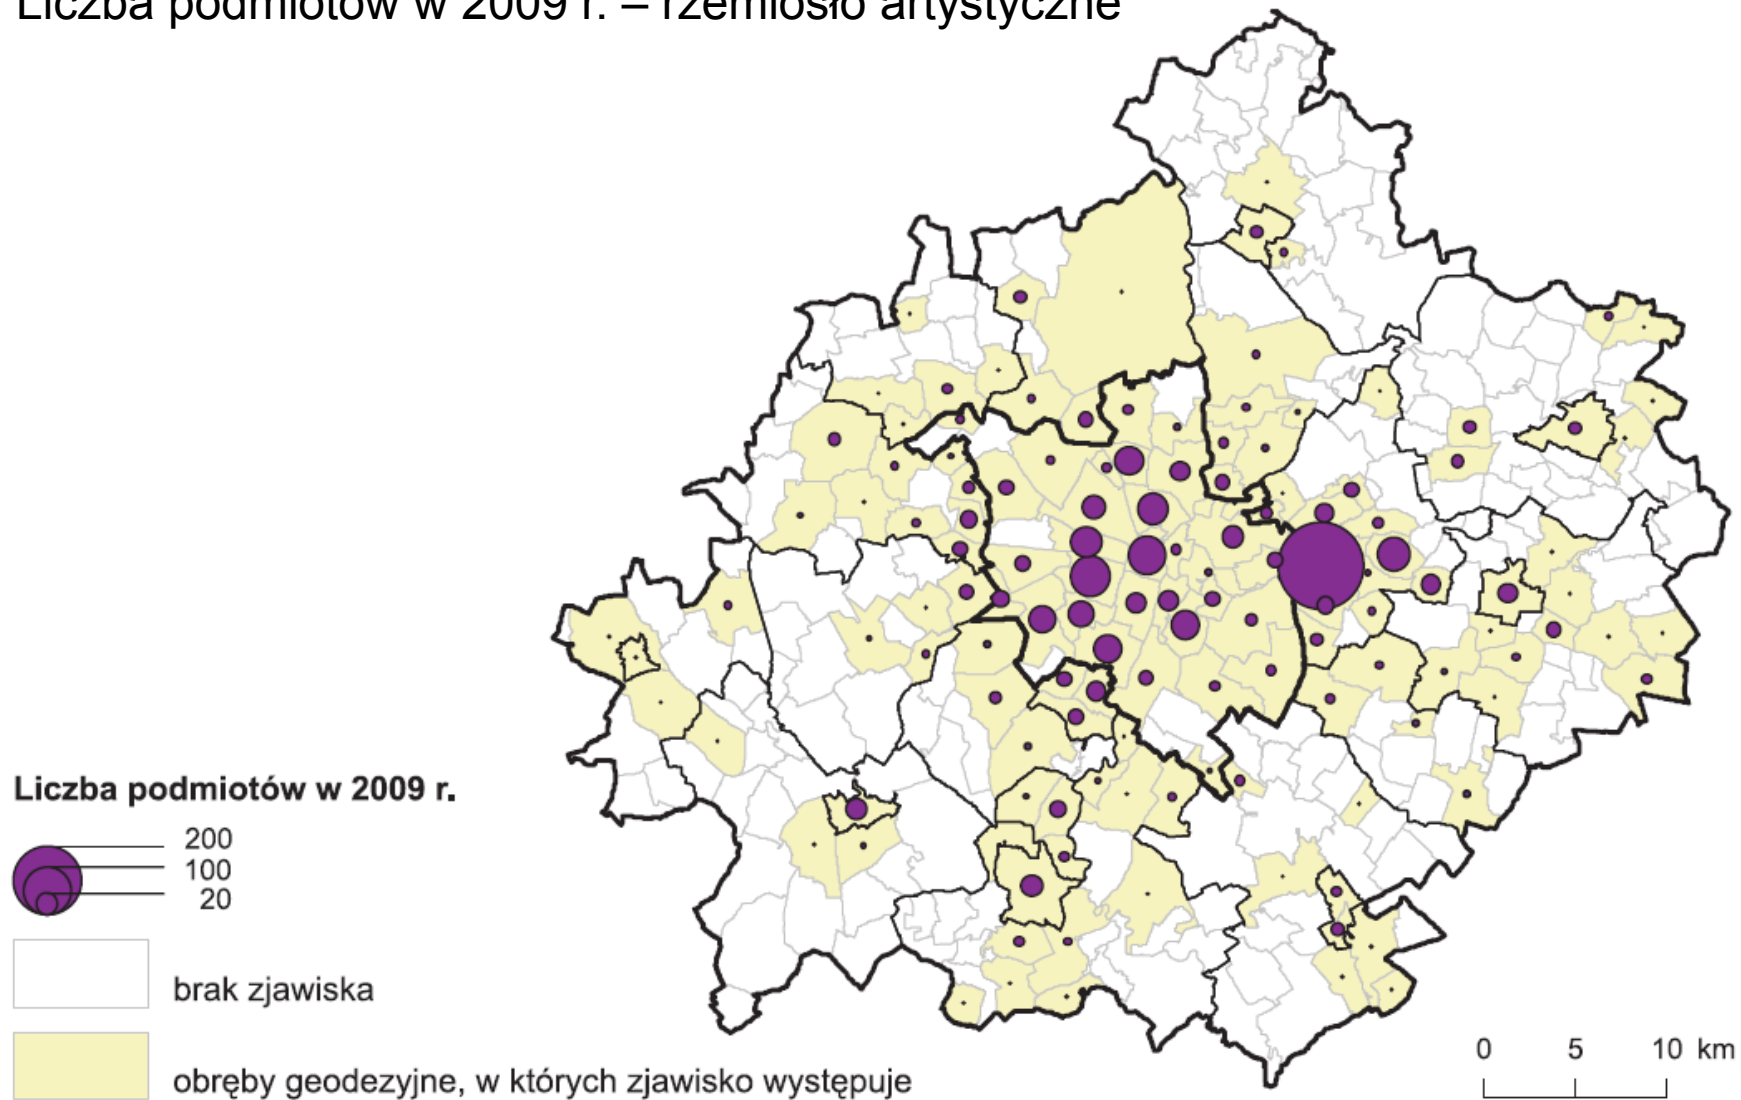 Liczba podmiotów w 2009 r. – rzemiosło artystyczne
Liczba podmiotów w 2009 r.
200
100
20
brak zjawiska
obręby geodezyjne, w których zjawisko występuje
0 5 10 km